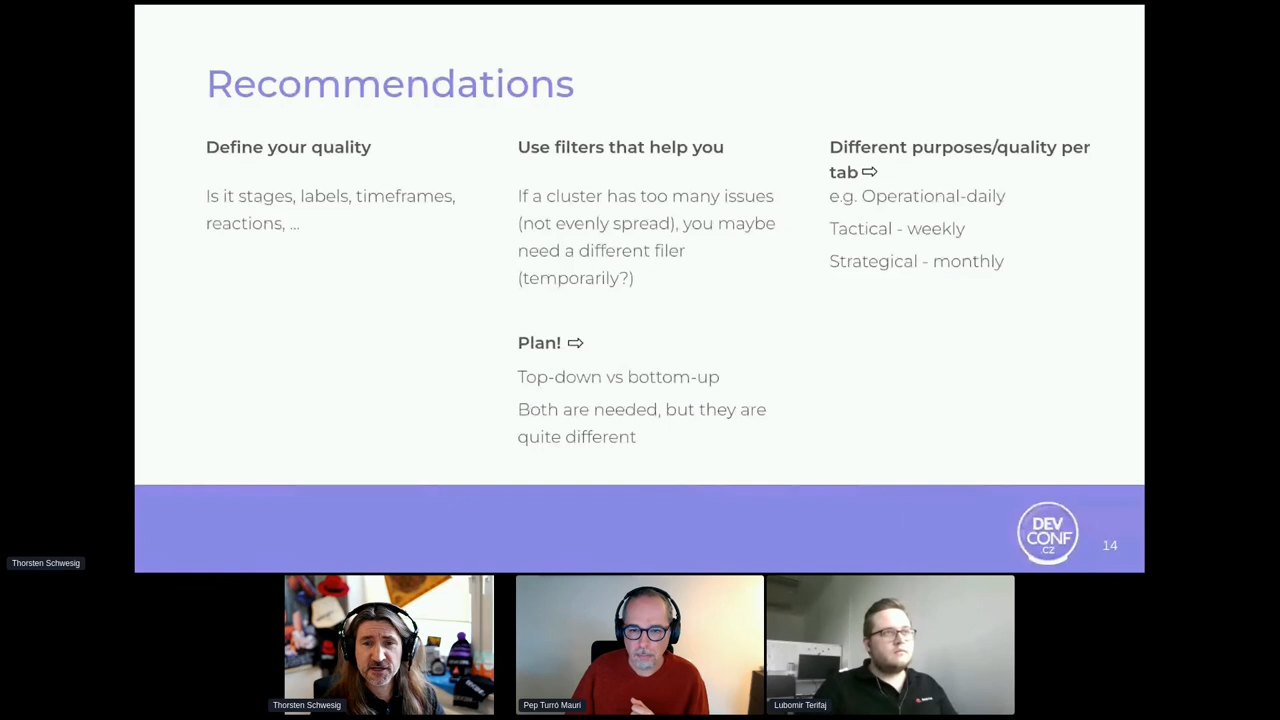 Recommendations
Define your quality
Is it stages, labels, timeframes,
reactions, ...
Use filters that help you
If a cluster has too many issues
(not evenly spread), you maybe
need a different filer
(temporarily?)
Plan! ⇨
Top-down vs bottom-up
Both are needed, but they are
quite different
Different purposes/quality per
tab ⇨
e.g. Operational-daily
Tactical - weekly
Strategical - monthly
DEV
CONF
.CZ
14
Thorsten Schwesig
Thorsten Schwesig
Pep Turró Mauri
Lubomir Terifaj